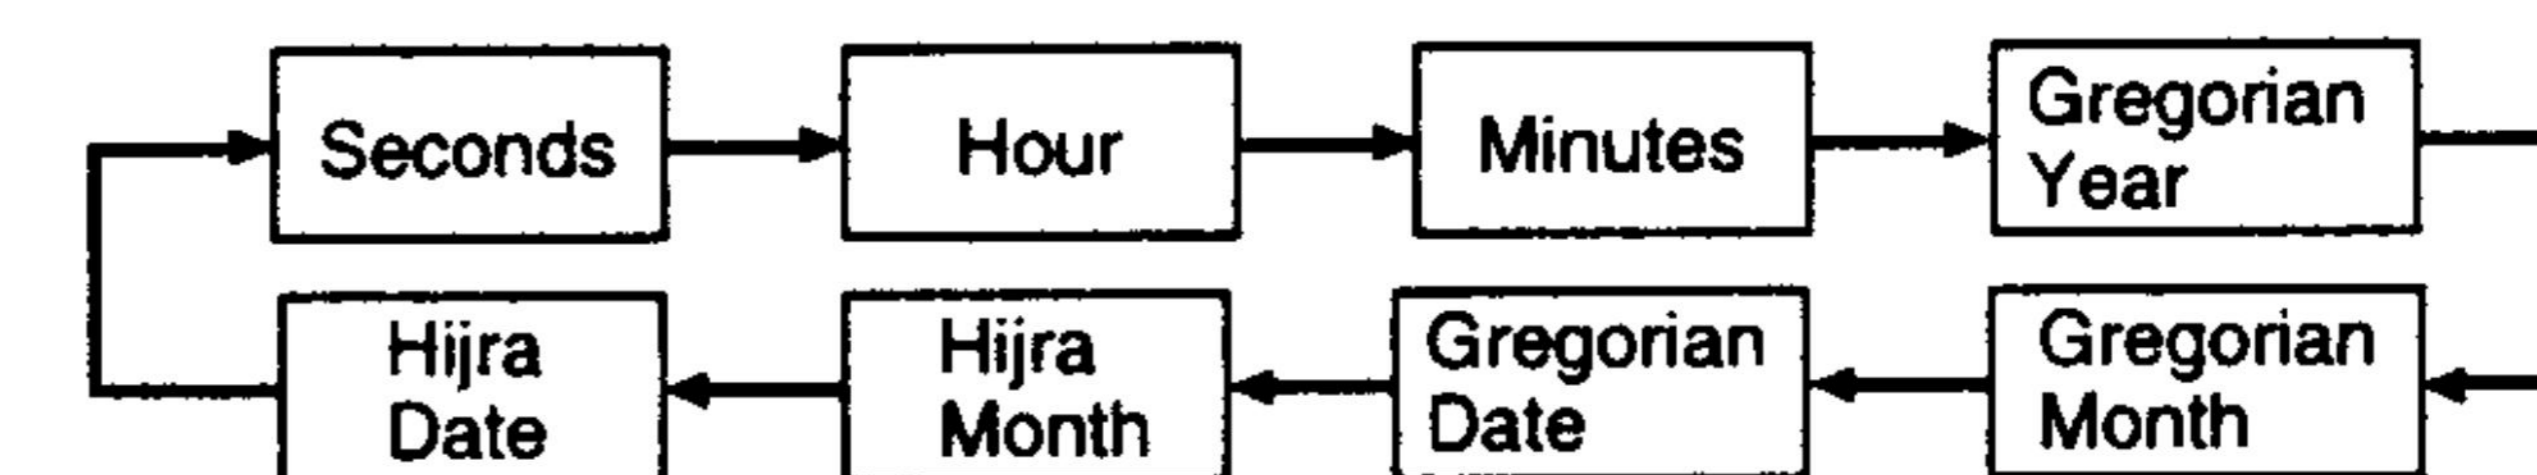 Seconds
Hour
Minutes
Gregorian
Year
Hijra
Date
Hijra
Month
Gregorian
Date
Gregorian
Month